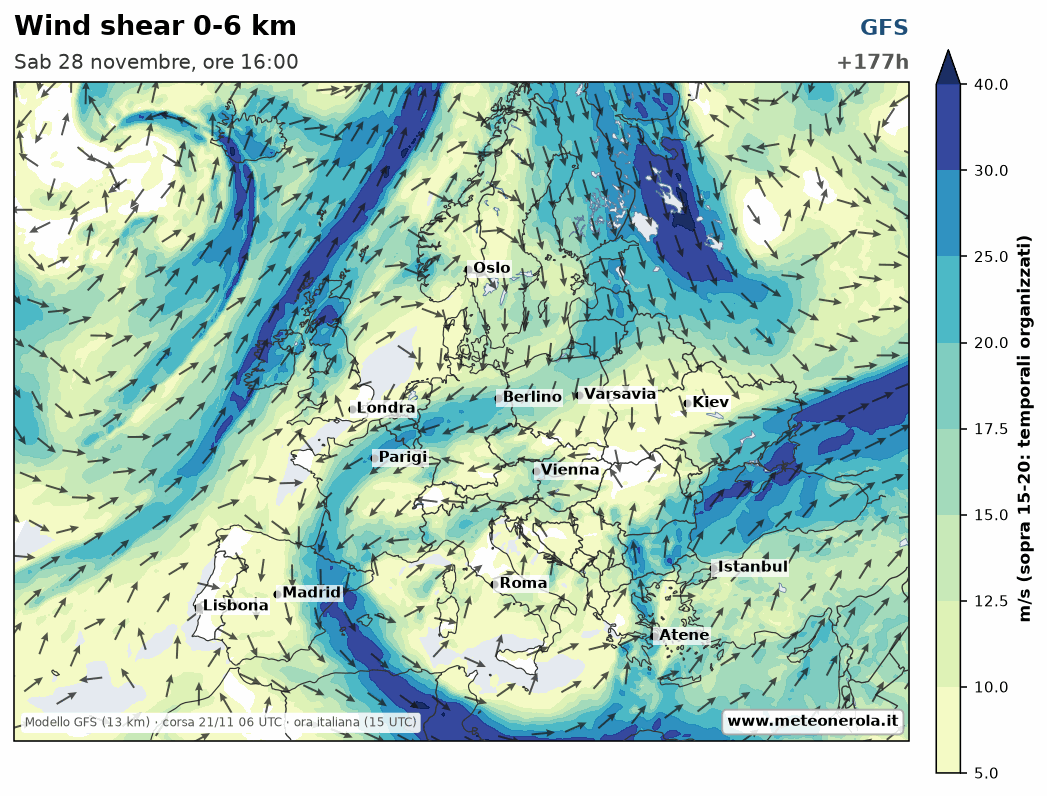 Wind shear 0-6 km
GFS
Sab 28 novembre, ore 16:00
+177h
40.0
30.0
25.0
20.0
17.5
15.0
12.5
10.0
5.0
m/s (sopra 15-20: temporali organizzati)
Oslo
Berlino
Varsavia
Kiev
Londra
Parigi
Vienna
Istanbul
Roma
Madrid
Lisbona
Atene
Modello GFS (13 km) · corsa 21/11 06 UTC · ora italiana (15 UTC)
www.meteonerola.it